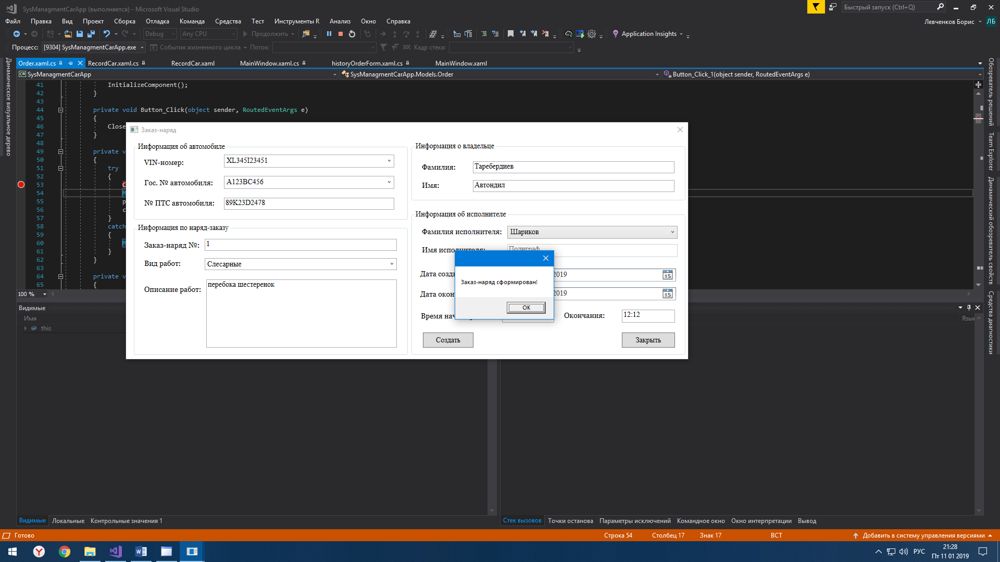 SysManagmentCarApp (выполняется) - Microsoft Visual Studio
Быстрый запуск (Ctrl+Q)
Файл Правка Вид Проект Сборка Отладка Команда Средства Тест Инструменты R Анализ Окно Справка
Левченков Борис ЛБ
Debug Any CPU Продолжить Application Insights
Процесс: [9304] SysManagmentCarApp.exe События жизненного цикла Поток: Кадр стека:
Order.xaml.cs RecordCar.xaml.cs RecordCar.xaml MainWindow.xaml.cs historyOrderForm.xaml.cs MainWindow.xaml
C# SysManagmentCarApp SysManagmentCarApp.Models.Order Button_Click_1(object sender, RoutedEventArgs e)
Динамическое визуальное дерево
Обозреватель решений
Team Explorer
Динамический обозреватель свойств
Средства диагностики
41 InitializeComponent();
42 }
43
44 private void Button_Click(object sender, RoutedEventArgs e)
45 {
46 Close
47 }
48
49 private v
50 {
51 try
52 {
53 C
54 M
55 p
56 c
57 }
58 catch
59 {
60 M
61 }
62 }
63
64 private v
65 {
100 %
Заказ-наряд
Информация об автомобиле
VIN-номер: XL345I23451
Гос. № автомобиля: А123ВС456
№ ПТС автомобиля: 89K23D2478
Информация по наряд-заказу
Заказ-наряд №: 1
Вид работ: Слесарные
Описание работ: перебока шестеренок
Информация о владельце
Фамилия: Таребердиев
Имя: Автондил
Информация об исполнителе
Фамилия исполнителя: Шариков
Имя исполнителя: Полиграф
Дата созд 2019 15
Дата окон 2019 15
Время нач Окончания: 12:12
Создать Закрыть
Заказ-наряд сформирован!
ОК
Видимые
Имя
this
Язык
Видимые Локальные Контрольные значения 1
Стек вызовов Точки останова Параметры исключений Командное окно Окно интерпретации Вывод
Готово Строка 54 Столбец 17 Знак 17 ВСТ Добавить в систему управления версиями
РУС
21:28
Пт 11 01 2019